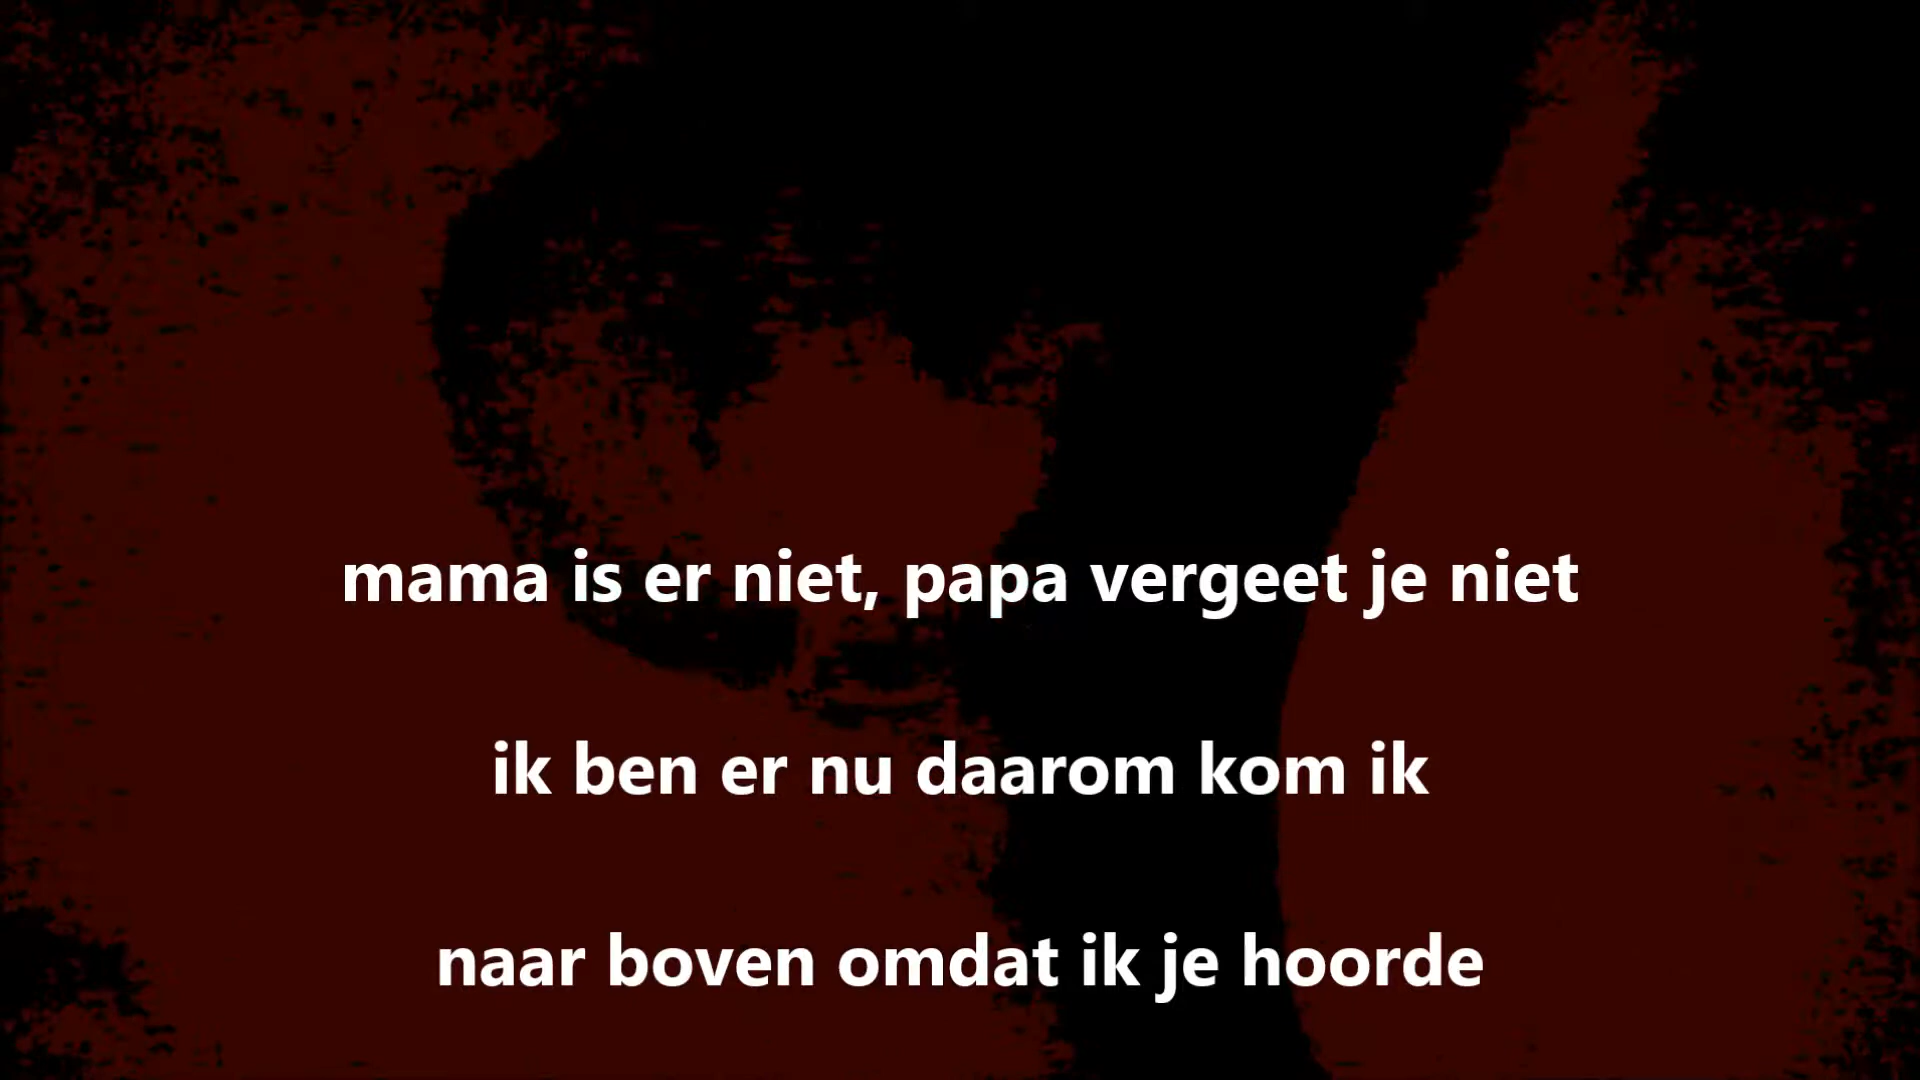 mama is er niet, papa vergeet je niet
ik ben er nu daarom kom ik
naar boven omdat ik je hoorde